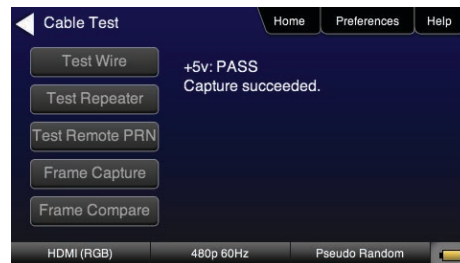 Cable Test
Home
Preferences
Help
Test Wire
Test Repeater
Test Remote PRN
Frame Capture
Frame Compare
+5v: PASS
Capture succeeded.
HDMI (RGB)
480p 60Hz
Pseudo Random